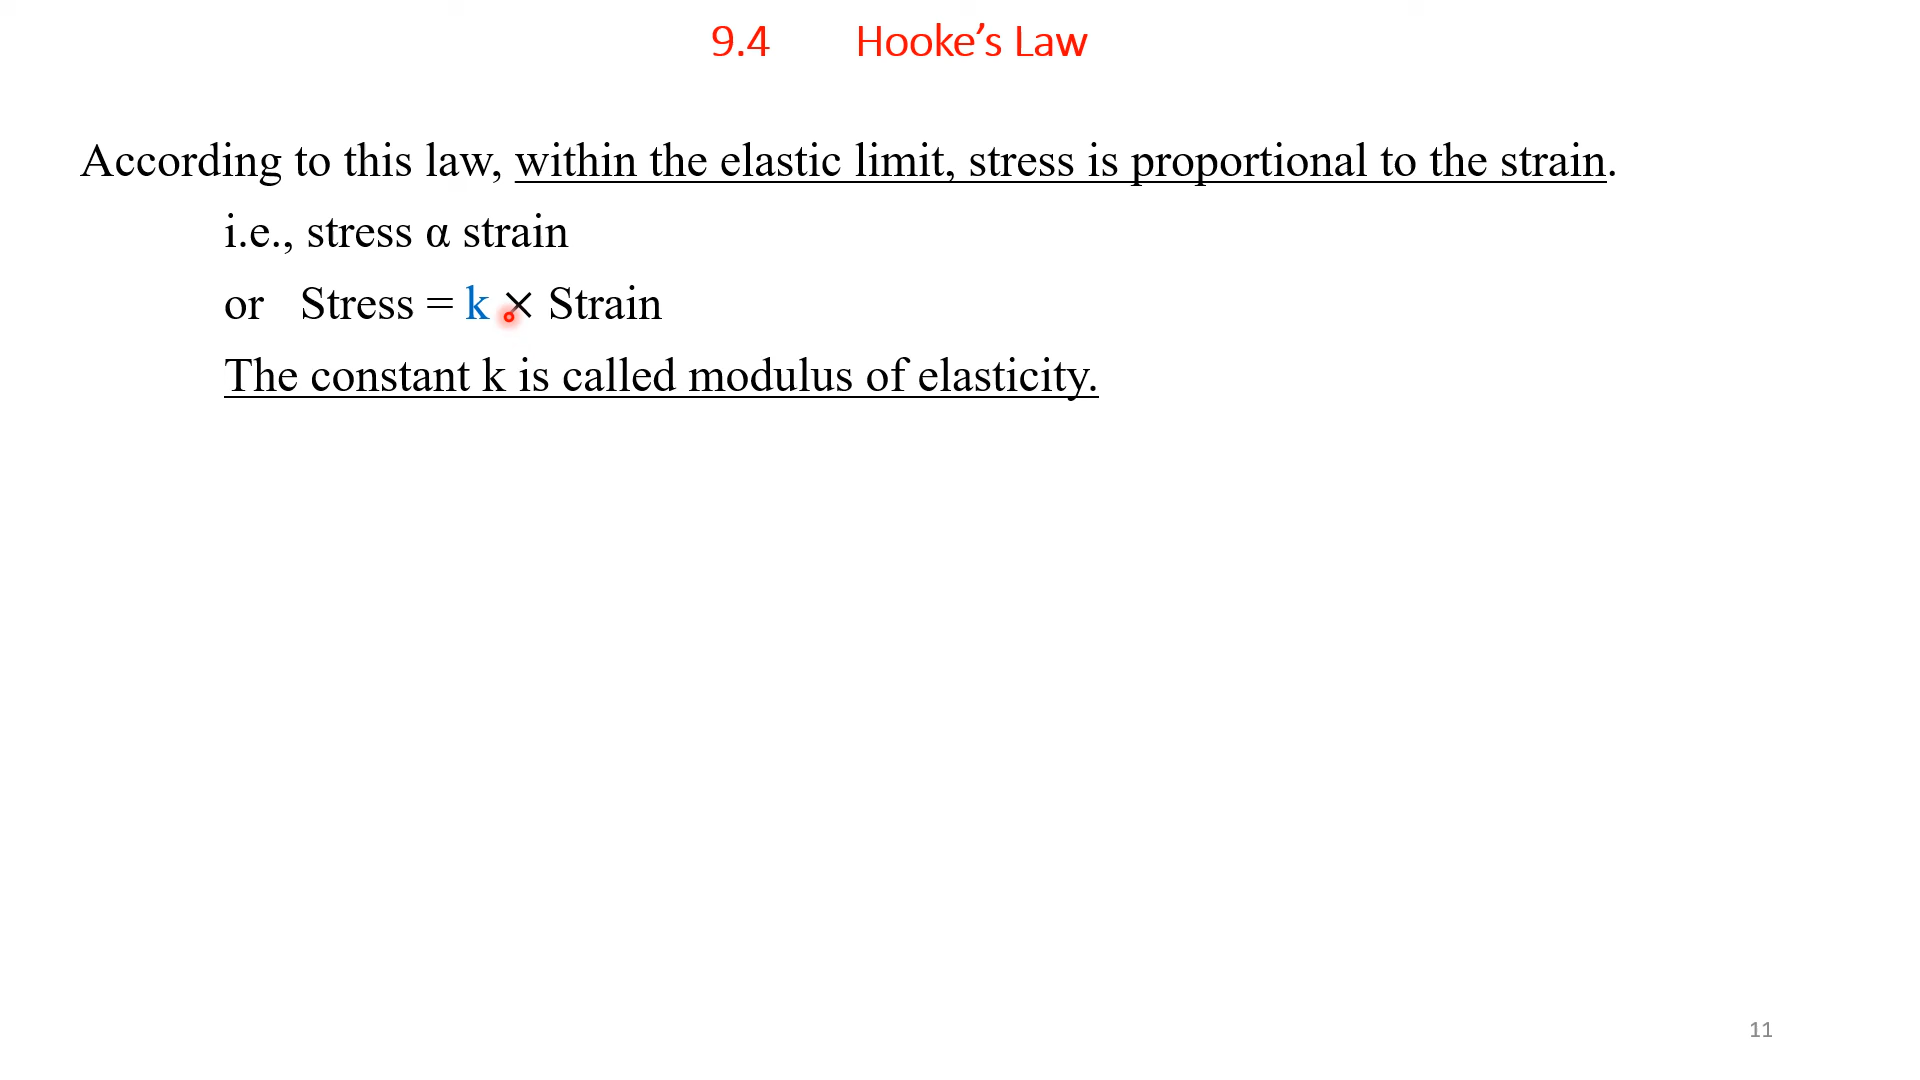 9.4 Hooke’s Law
According to this law, within the elastic limit, stress is proportional to the strain.
i.e., stress α strain
or Stress = k × Strain
The constant k is called modulus of elasticity.
11